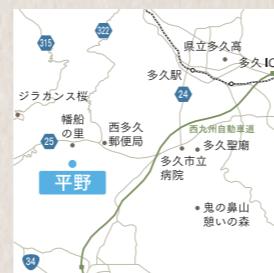 322
315
県立多久高
多久IC
多久駅
24
ジラカンス桜
西九州自動車道
幡船
の里
西多久
郵便局
25
多久聖廟
多久市立
病院
平野
鬼の鼻山
憩いの森
34